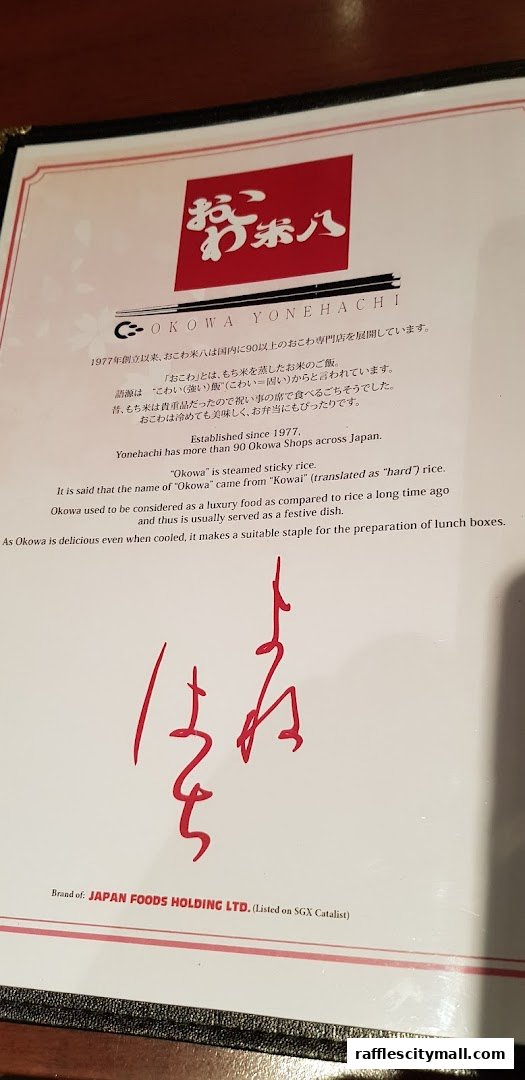 おこわ米八
OKOWA YONEHACHI
1977年創立以来、おこわ米八は国内に90以上のおこわ専門店を展開しています。
「おこわ」とは、もち米を蒸したお米のご飯。
語源は “こわい(強い)飯”(こわい=固い)からと言われています。
昔、もち米は貴重品だったので祝い事の席で食べるごちそうでした。
おこわは冷めても美味しく、お弁当にもぴったりです。
Established since 1977,
Yonehachi has more than 90 Okowa Shops across Japan.
“Okowa” is steamed sticky rice.
It is said that the name of “Okowa” came from “Kowai” (translated as “hard”) rice.
Okowa used to be considered as a luxury food as compared to rice a long time ago
and thus is usually served as a festive dish.
As Okowa is delicious even when cooled, it makes a suitable staple for the preparation of lunch boxes.
よね
はち
Brand of: JAPAN FOODS HOLDING LTD. (Listed on SGX Catalist)
rafflescitymall.com